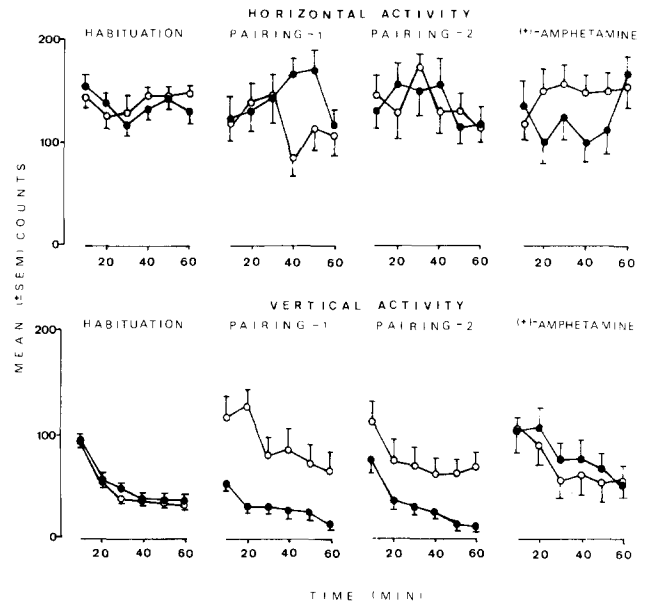 HORIZONTAL ACTIVITY
HABITUATION PAIRING-1 PAIRING-2 (+)-AMPHETAMINE
200
100
0
20 40 60 20 40 60 20 40 60 20 40 60
MEAN (±SEM) COUNTS
VERTICAL ACTIVITY
HABITUATION PAIRING-1 PAIRING-2 (+)-AMPHETAMINE
200
100
0
20 40 60 20 40 60 20 40 60 20 40 60
TIME (MIN)